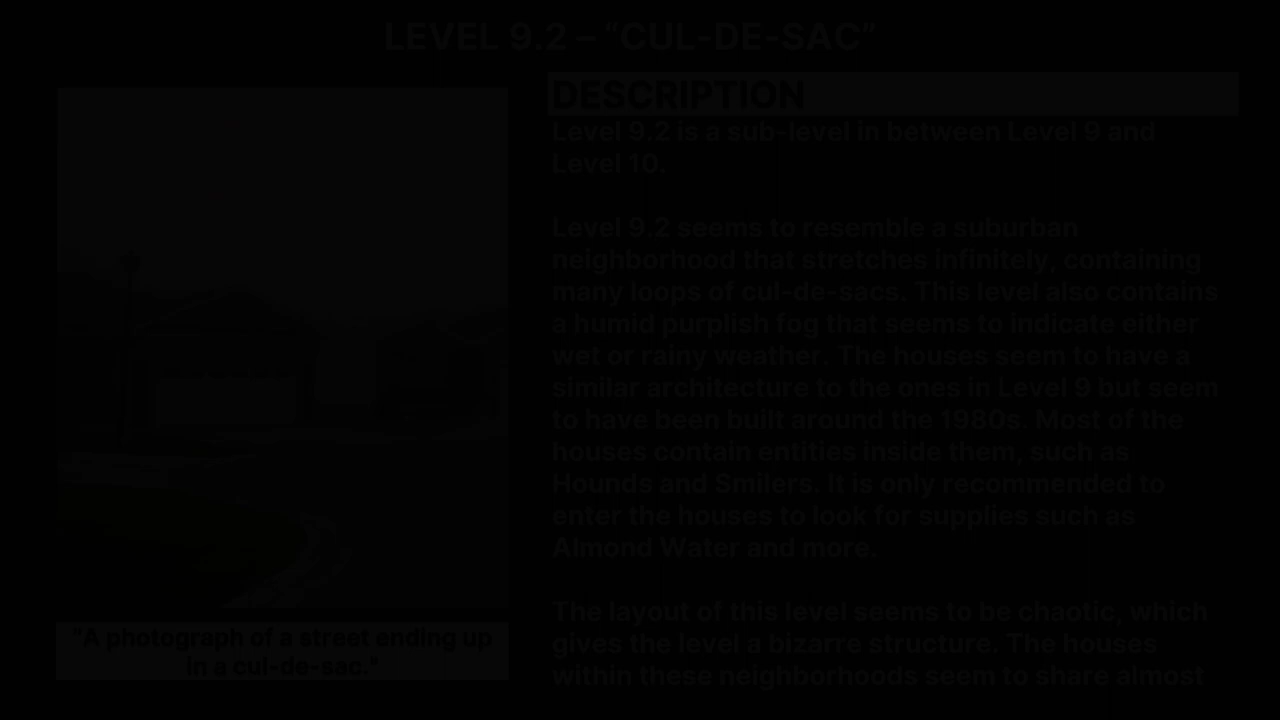 LEVEL 9.2 – "CUL-DE-SAC"
DESCRIPTION
Level 9.2 is a sub-level in between Level 9 and
Level 10.
Level 9.2 seems to resemble a suburban
neighborhood that stretches infinitely, containing
many loops of cul-de-sacs. This level also contains
a humid purplish fog that seems to indicate either
wet or rainy weather. The houses seem to have a
similar architecture to the ones in Level 9 but seem
to have been built around the 1980s. Most of the
houses contain entities inside them, such as
Hounds and Smilers. It is only recommended to
enter the houses to look for supplies such as
Almond Water and more.
The layout of this level seems to be chaotic, which
gives the level a bizarre structure. The houses
within these neighborhoods seem to share almost
"A photograph of a street ending up
in a cul-de-sac."